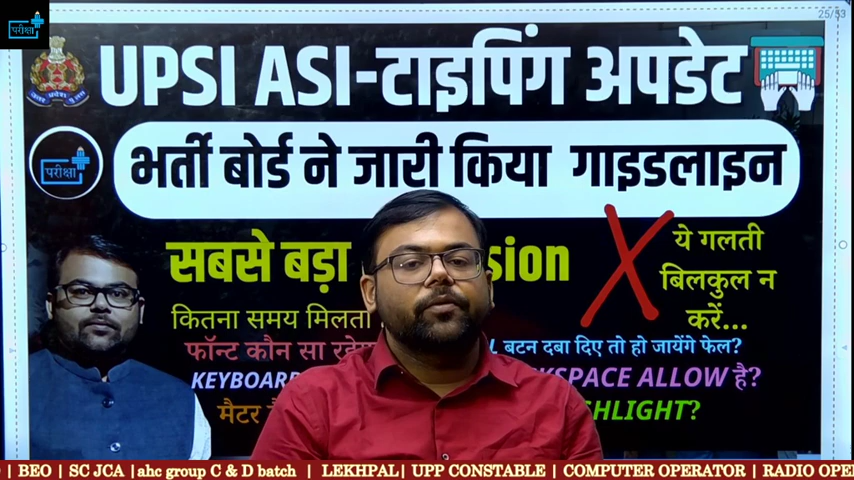 परीक्षा
25/53
UPSI ASI-टाइपिंग अपडेट
परीक्षा
भर्ती बोर्ड ने जारी किया गाइडलाइन
सबसे बड़ा sion
ये गलती
बिलकुल न
करें...
कितना समय मिलता
फॉन्ट कौन सा
L बटन दबा दिए तो हो जायेंगे फेल?
KEYBOARD
KSPACE ALLOW है?
मैटर
HLIGHT?
| BEO | SC JCA |ahc group C & D batch | LEKHPAL| UPP CONSTABLE | COMPUTER OPERATOR | RADIO OPE